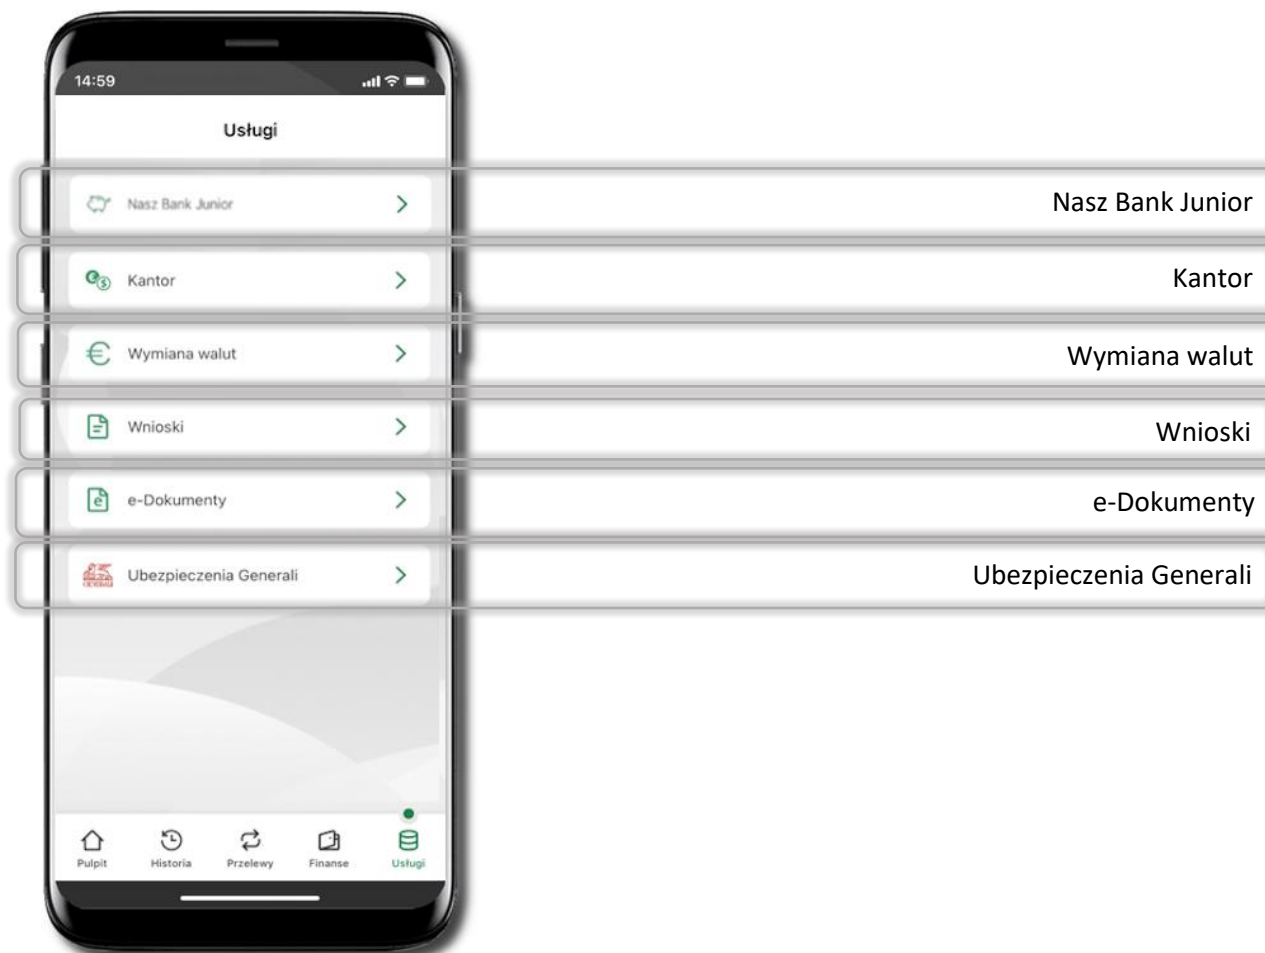 14:59
Usługi
Nasz Bank Junior
Nasz Bank Junior
Kantor
Kantor
Wymiana walut
Wymiana walut
Wnioski
Wnioski
e-Dokumenty
e-Dokumenty
Ubezpieczenia Generali
Ubezpieczenia Generali
Pulpit Historia Przelewy Finanse Usługi